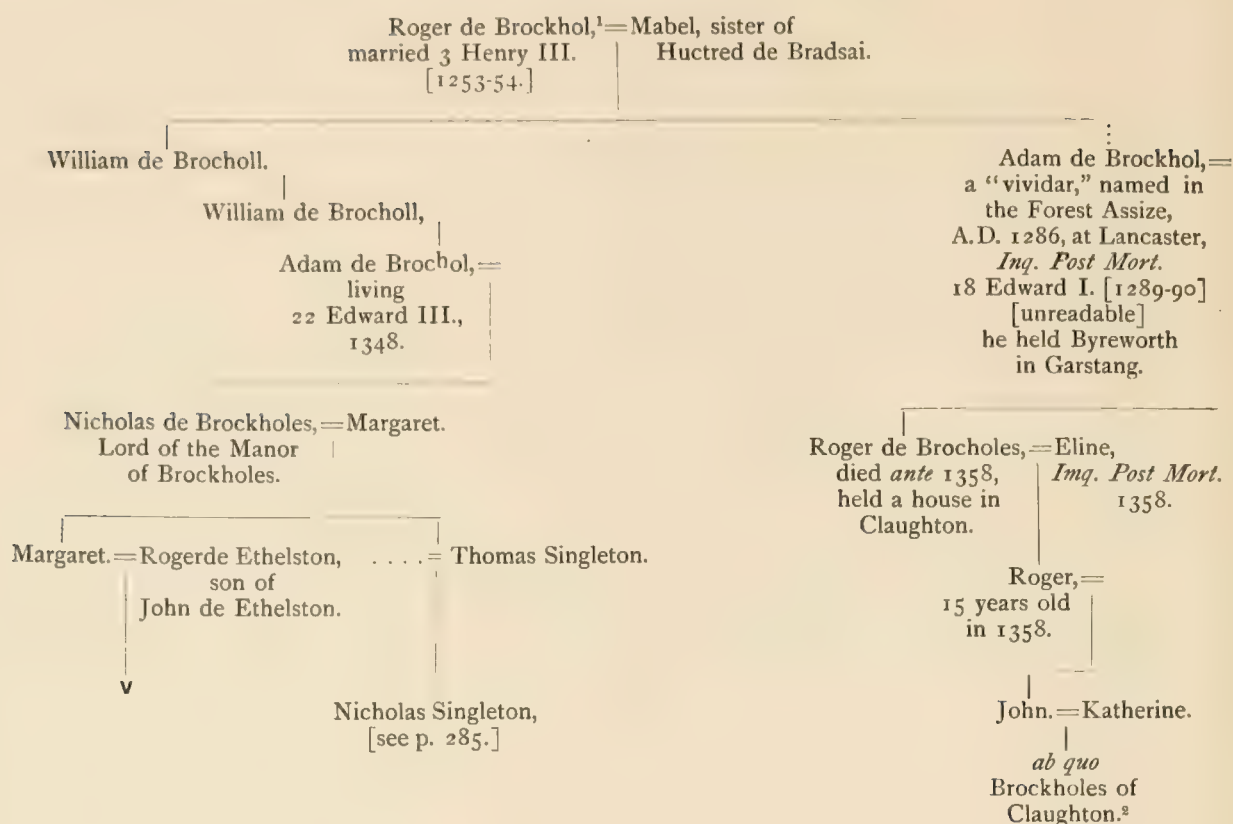 Roger de Brockhol,¹=Mabel, sister of
married 3 Henry III. Huctred de Bradsai.
[1253-54.]
William de Brocholl.
William de Brocholl,
Adam de Brochol,=
living
22 Edward III.,
1348.
Nicholas de Brockholes,=Margaret.
Lord of the Manor
of Brockholes.
Margaret.=Rogerde Ethelston,
son of
John de Ethelston.
. . . .= Thomas Singleton.
v
Nicholas Singleton,
[see p. 285.]
Adam de Brockhol,=
a "vividar," named in
the Forest Assize,
A.D. 1286, at Lancaster,
Inq. Post Mort.
18 Edward I. [1289-90]
[unreadable]
he held Byreworth
in Garstang.
Roger de Brocholes,=Eline,
died ante 1358, Imq. Post Mort.
held a house in 1358.
Claughton.
Roger,=
15 years old
in 1358.
John.=Katherine.
ab quo
Brockholes of
Claughton.²